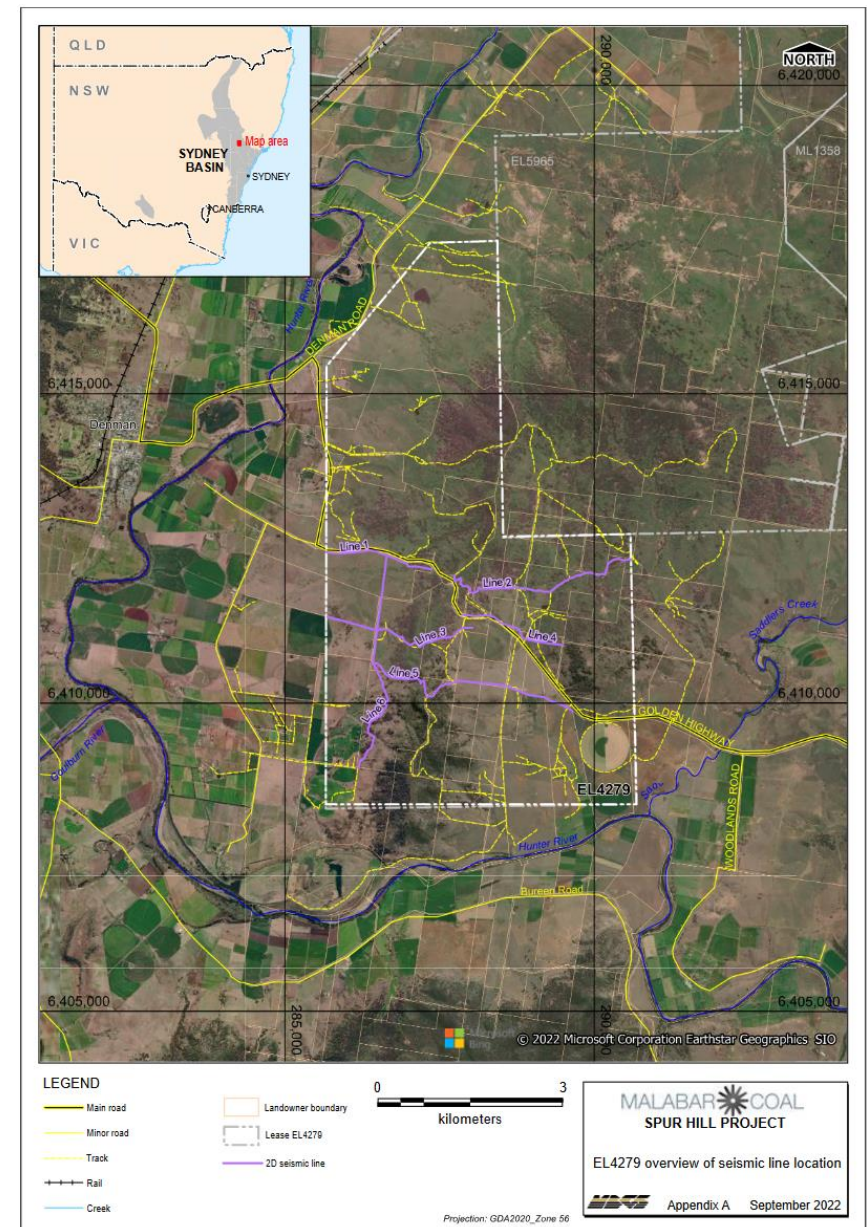 QLD
NSW
SYDNEY
BASIN
Map area
SYDNEY
CANBERRA
VIC
290,000
NORTH
6,420,000
EL5965
ML1358
Hunter River
DENMAN ROAD
6,415,000
6,415,000
Denman
Line 1
Line 2
Line 3
Line 4
Line 5
Line 6
Saddlers Creek
6,410,000
6,410,000
Goulburn River
GOLDEN HIGHWAY
EL4279
WOODLANDS ROAD
Hunter River
Bureen Road
6,405,000
6,405,000
285,000
© 2022 Microsoft Corporation Earthstar Geographics SIO
LEGEND
Main road
Minor road
Track
Rail
Creek
Landowner boundary
Lease EL4279
2D seismic line
0 3
kilometers
MALABAR COAL
SPUR HILL PROJECT
EL4279 overview of seismic line location
Appendix A September 2022
Projection: GDA2020_Zone 56